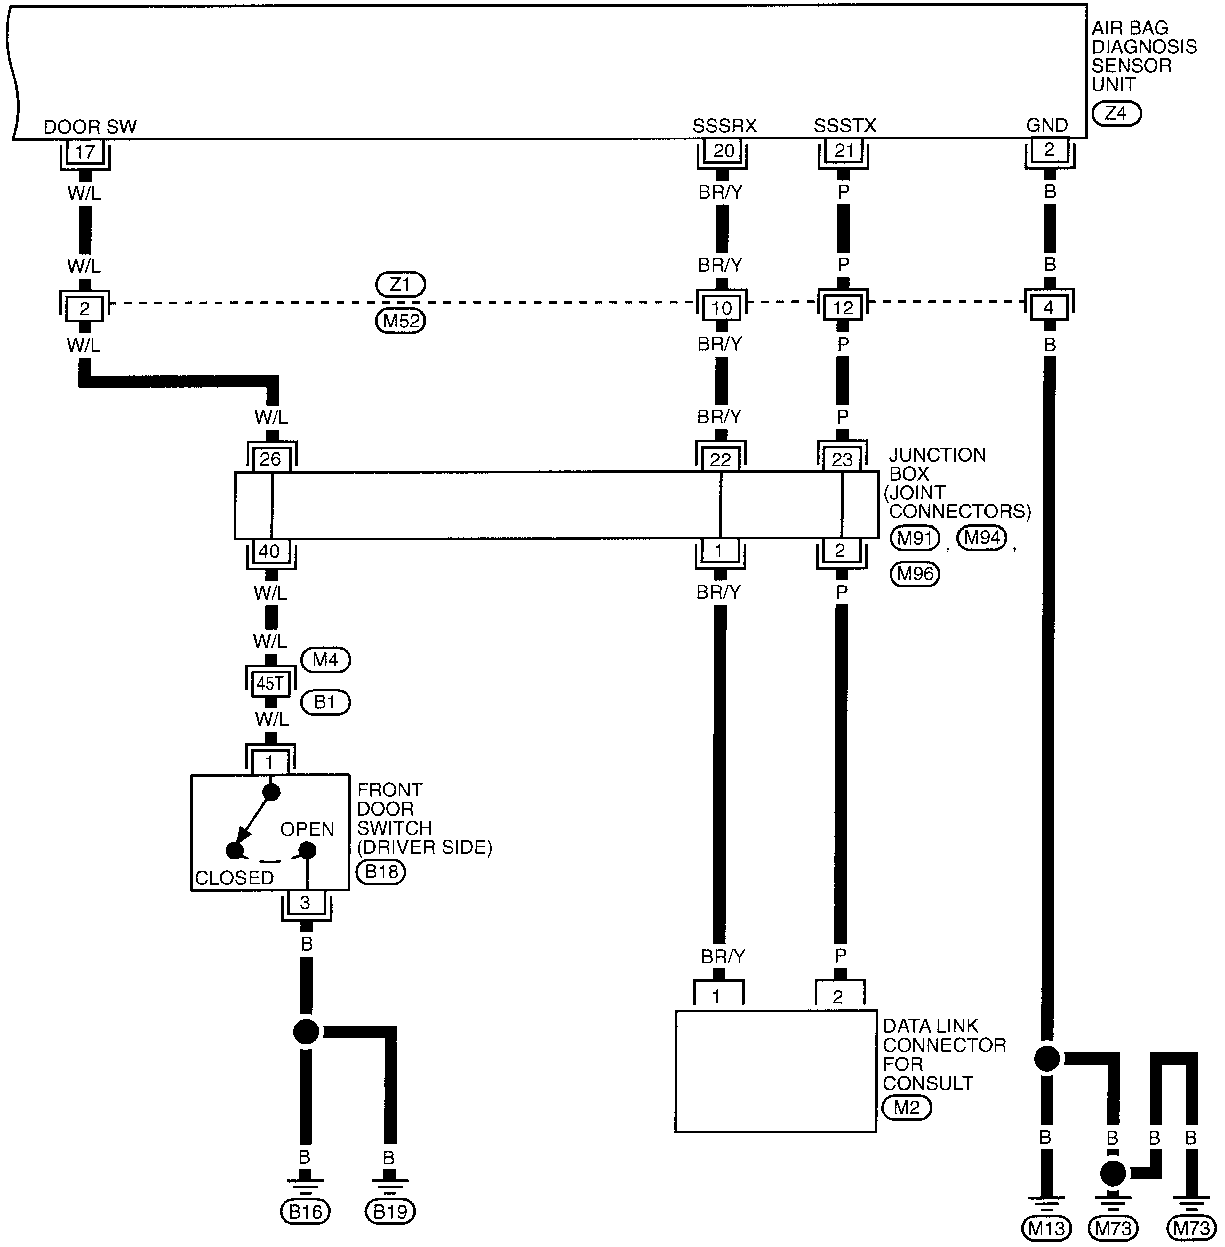 AIR BAG
DIAGNOSIS
SENSOR
UNIT
Z4
DOOR SW
SSSRX
SSSTX
GND
17
20
21
2
W/L
BR/Y
P
B
W/L
BR/Y
P
B
Z1
2
10
12
4
M52
W/L
BR/Y
P
B
W/L
BR/Y
P
26
22
23
JUNCTION
BOX
(JOINT
CONNECTORS)
M91 , M94 ,
M96
40
1
2
W/L
BR/Y
P
W/L
M4
45T
B1
W/L
1
FRONT
DOOR
SWITCH
(DRIVER SIDE)
B18
OPEN
CLOSED
3
B
BR/Y
P
1
2
DATA LINK
CONNECTOR
FOR
CONSULT
M2
B
B
B
B
B
B
B16
B19
M13
M73
M73